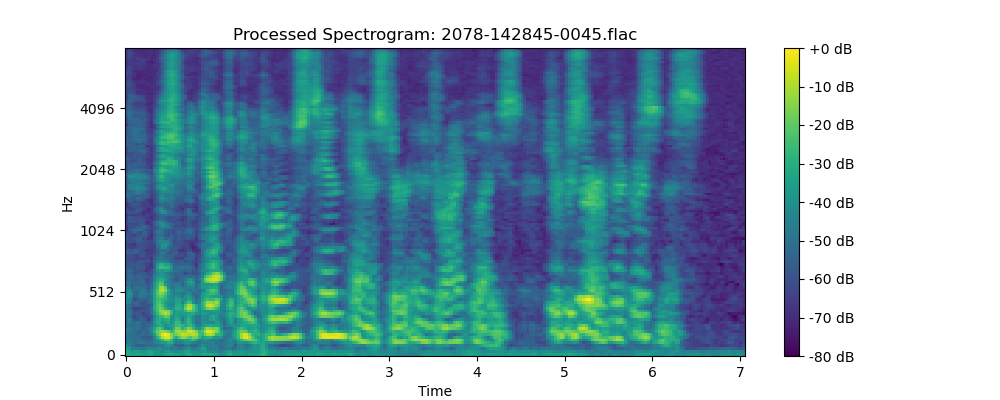 Processed Spectrogram: 2078-142845-0045.flac
Hz
4096
2048
1024
512
0
0 1 2 3 4 5 6 7
Time
+0 dB
-10 dB
-20 dB
-30 dB
-40 dB
-50 dB
-60 dB
-70 dB
-80 dB